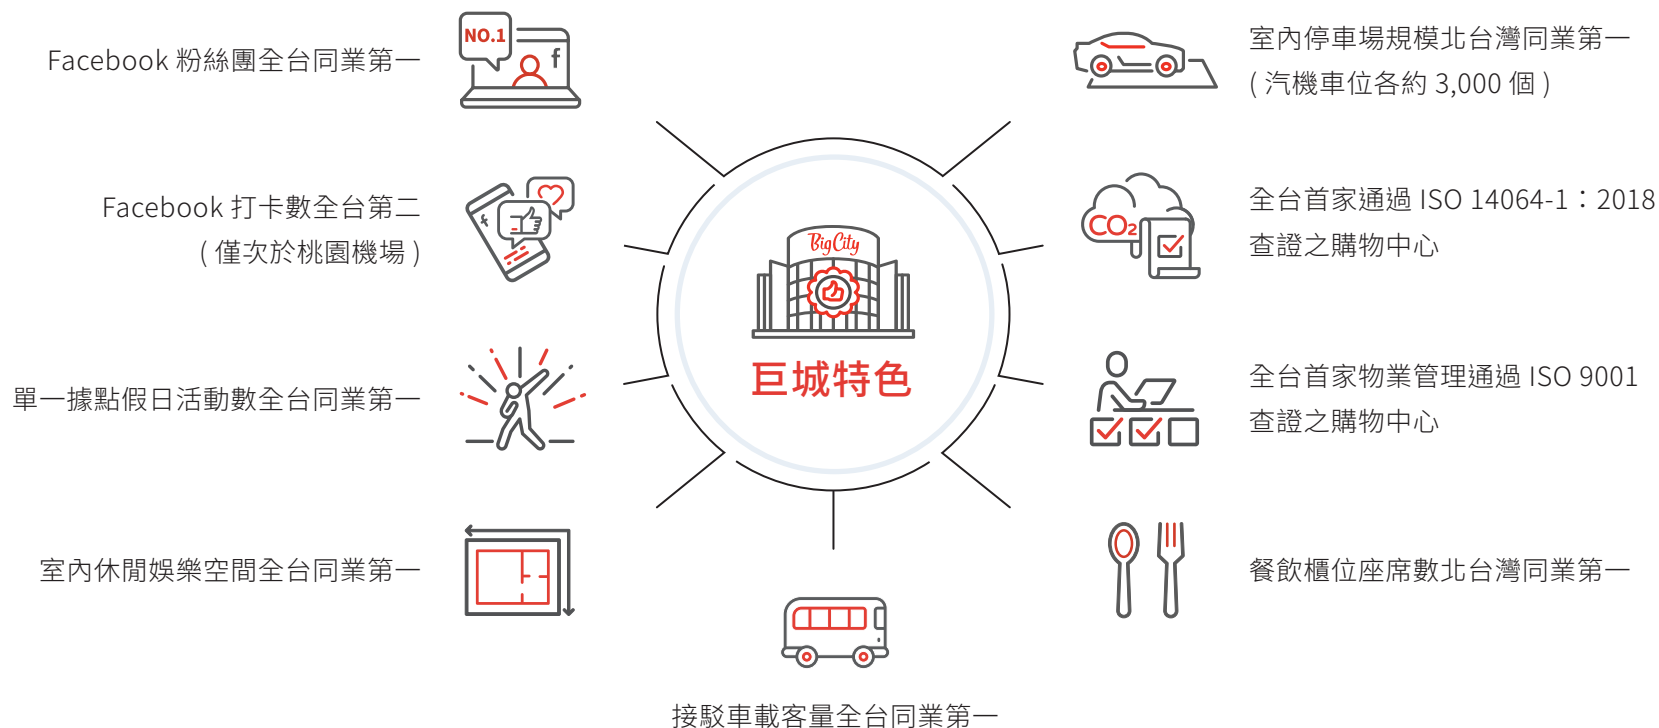 Facebook 粉絲團全台同業第一
NO.1
f
Facebook 打卡數全台第二
( 僅次於桃園機場 )
f
單一據點假日活動數全台同業第一
室內休閒娛樂空間全台同業第一
BigCity
巨城特色
接駁車載客量全台同業第一
室內停車場規模北台灣同業第一
( 汽機車位各約 3,000 個 )
CO₂
全台首家通過 ISO 14064-1：2018
查證之購物中心
全台首家物業管理通過 ISO 9001
查證之購物中心
餐飲櫃位座席數北台灣同業第一